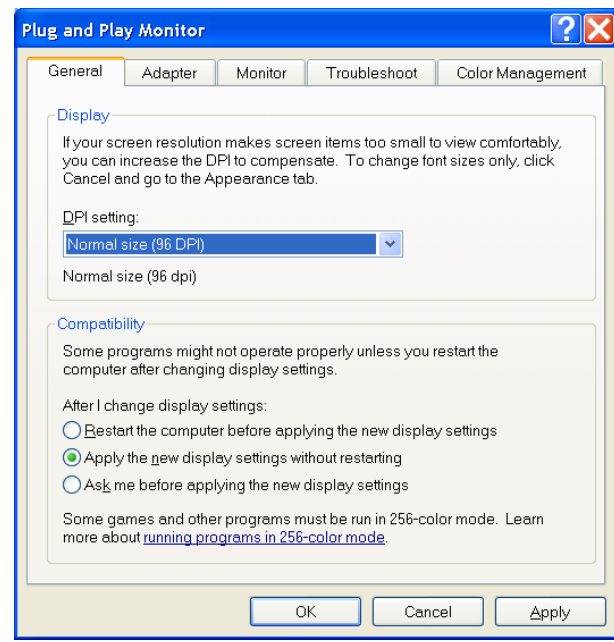 Plug and Play Monitor
General Adapter Monitor Troubleshoot Color Management
Display
If your screen resolution makes screen items too small to view comfortably,
you can increase the DPI to compensate. To change font sizes only, click
Cancel and go to the Appearance tab.
DPI setting:
Normal size (96 DPI)
Normal size (96 dpi)
Compatibility
Some programs might not operate properly unless you restart the
computer after changing display settings.
After I change display settings:
Restart the computer before applying the new display settings
Apply the new display settings without restarting
Ask me before applying the new display settings
Some games and other programs must be run in 256-color mode. Learn
more about running programs in 256-color mode.
OK Cancel Apply